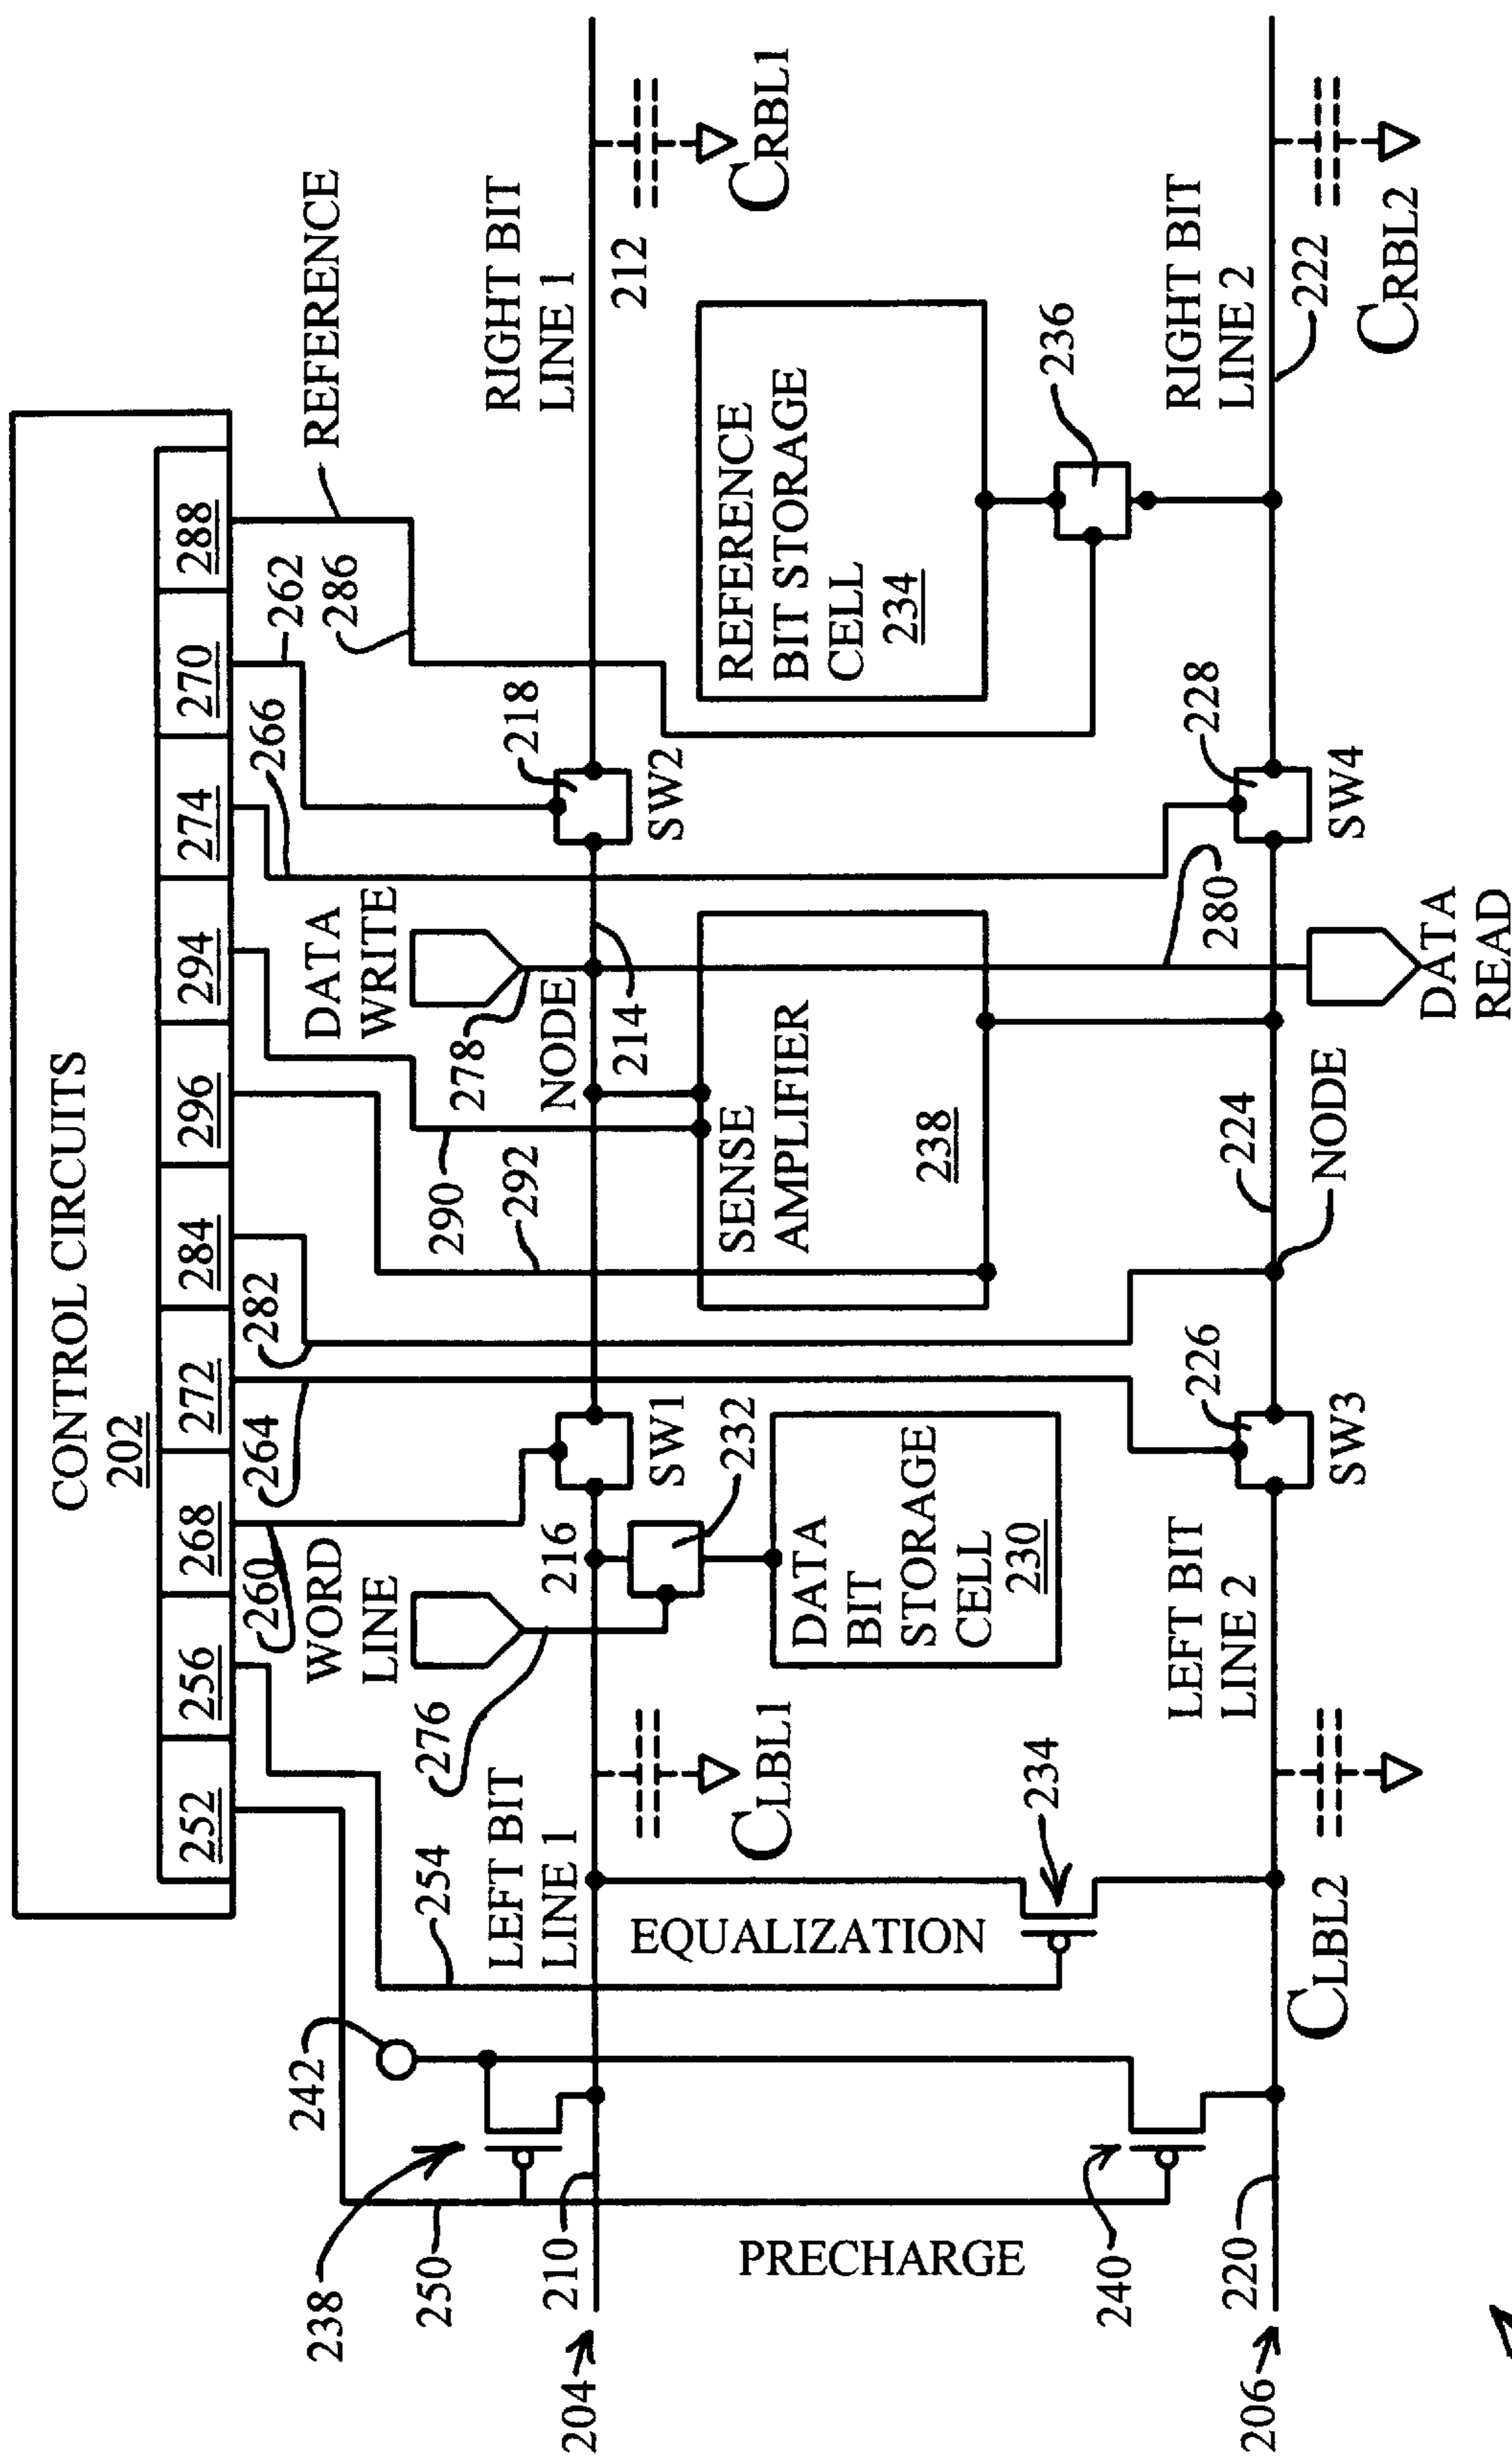 CONTROL CIRCUITS
202
252
256
268
272
284
296
294
274
270
288
242
238
250
254
260
264
282
WORD
LINE
276
290
292
DATA
WRITE
278
266
262
286
REFERENCE
204
210
LEFT BIT
LINE 1
216
NODE
214
218
RIGHT BIT
LINE 1
212
SW1
SW2
CLBL1
CRBL1
232
EQUALIZATION
234
DATA
BIT
STORAGE
CELL
230
SENSE
AMPLIFIER
238
REFERENCE
BIT STORAGE
CELL
234
236
PRECHARGE
240
206
220
LEFT BIT
LINE 2
226
224
280
228
RIGHT BIT
LINE 2
222
CLBL2
SW3
NODE
SW4
CRBL2
DATA
READ